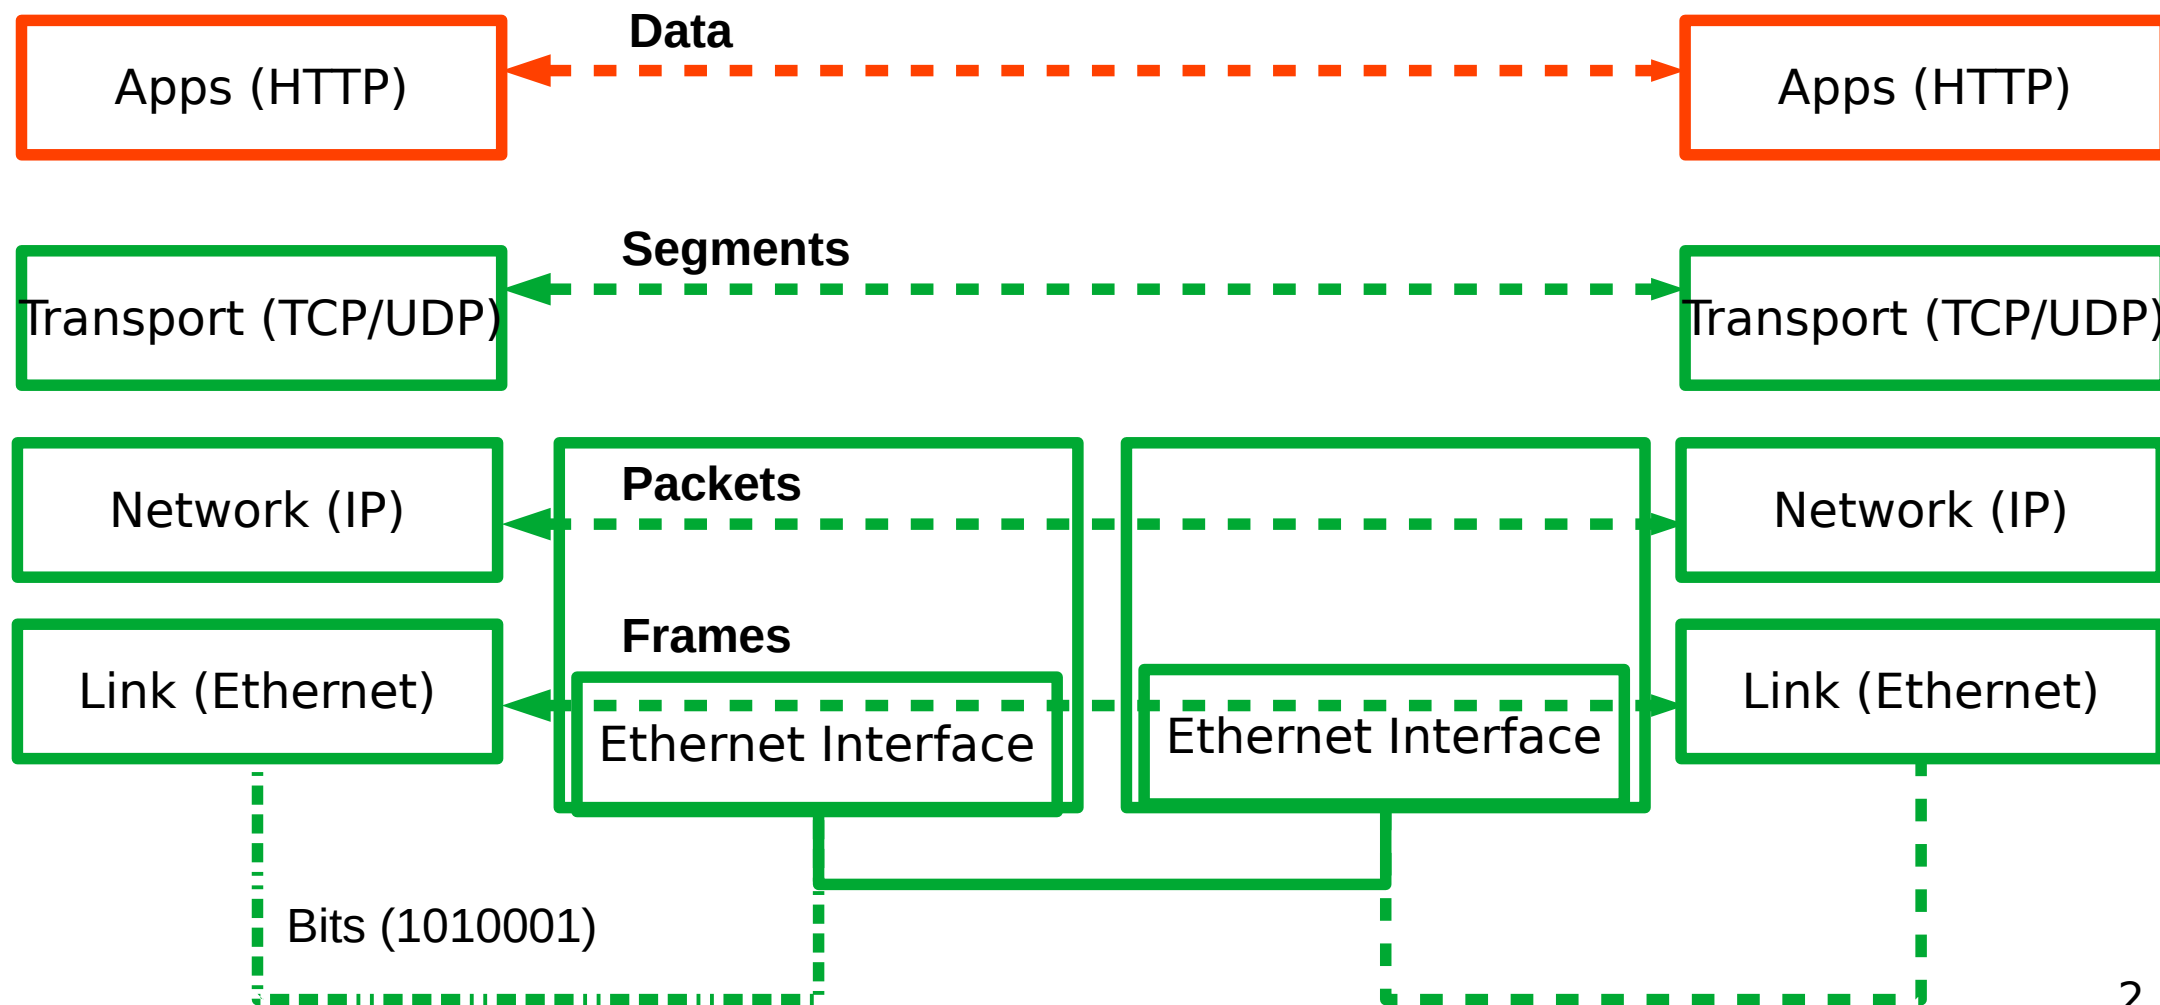 Data
Apps (HTTP)
Apps (HTTP)
Segments
Transport (TCP/UDP)
Transport (TCP/UDP)
Packets
Network (IP)
Network (IP)
Frames
Link (Ethernet)
Link (Ethernet)
Ethernet Interface
Ethernet Interface
Bits (1010001)
2